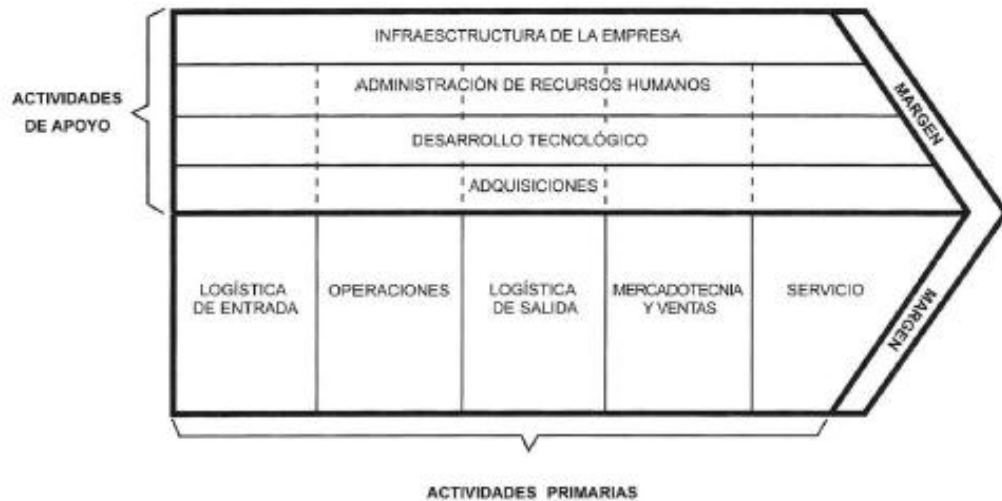 INFRAESCTRUCTURA DE LA EMPRESA
ADMINISTRACIÓN DE RECURSOS HUMANOS
ACTIVIDADES
DE APOYO
DESARROLLO TECNOLÓGICO
ADQUISICIONES
MARGEN
LOGÍSTICA
DE ENTRADA
OPERACIONES
LOGÍSTICA
DE SALIDA
MERCADOTECNIA
Y VENTAS
SERVICIO
MARGEN
ACTIVIDADES PRIMARIAS